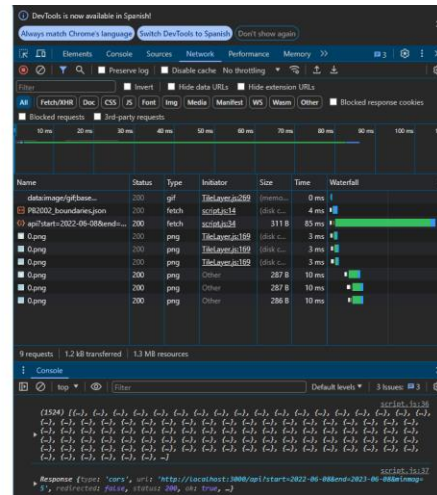 DevTools is now available in Spanish!
Always match Chrome's language Switch DevTools to Spanish Don't show again
Elements Console Sources Network Performance Memory 3
Preserve log Disable cache No throttling
Filter Invert Hide data URLs Hide extension URLs
All Fetch/XHR Doc CSS JS Font Img Media Manifest WS Wasm Other Blocked response cookies
Blocked requests 3rd-party requests
10 ms 20 ms 30 ms 40 ms 50 ms 60 ms 70 ms 80 ms 90 ms 100 ms
Name Status Type Initiator Size Time Waterfall
data:image/gif;base... 200 gif TileLayer.js:269 (memo... 0 ms
PB2002_boundaries.json 200 fetch script.js:14 (disk c... 4 ms
api?start=2022-06-08&end=... 200 fetch script.js:34 311 B 85 ms
0.png 200 png TileLayer.js:169 (disk c... 3 ms
0.png 200 png TileLayer.js:169 (disk c... 3 ms
0.png 200 png TileLayer.js:169 (disk c... 3 ms
0.png 200 png Other 287 B 10 ms
0.png 200 png Other 287 B 10 ms
0.png 200 png Other 286 B 10 ms
9 requests 1.2 kB transferred 1.3 MB resources
Console
top Filter Default levels 3 Issues: 3
script.js:36
(1524) [{…}, {…}, {…}, {…}, {…}, {…}, {…}, {…}, {…}, {…}, {…},
{…}, {…}, {…}, {…}, {…}, {…}, {…}, {…}, {…}, {…}, {…}, {…},
{…}, {…}, {…}, {…}, {…}, {…}, {…}, {…}, {…}, {…}, {…}, {…},
{…}, {…}, {…}, {…}, {…}, {…}, {…}, {…}, {…}, {…}, {…}, {…},
{…}, {…}, {…}, {…}, {…}, {…}, {…}, {…}, {…}, {…}, {…}, {…},
{…}, {…}, {…}, {…}, {…}, …]
script.js:37
Response {type: 'cors', url: 'http://localhost:3000/api?start=2022-06-08&end=2023-06-08&minmag=
5', redirected: false, status: 200, ok: true, …}